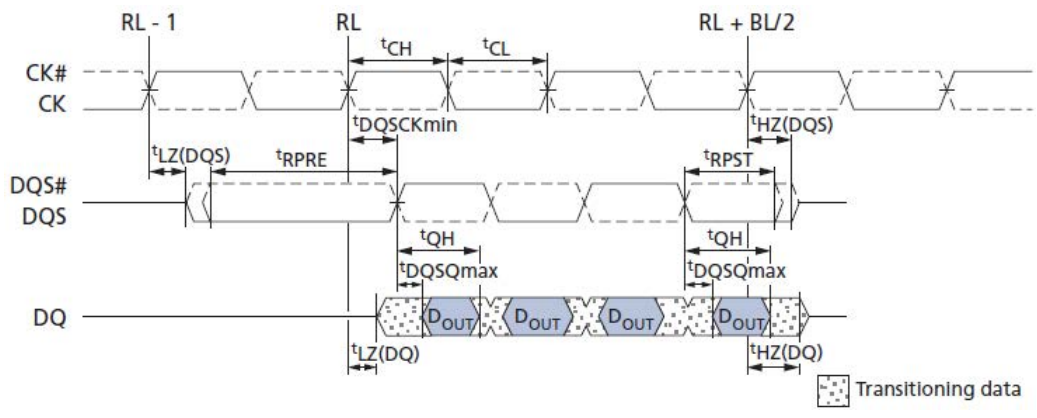 RL - 1 RL RL + BL/2
tCH tCL
CK#
CK
tDQSCKmin tHZ(DQS)
tLZ(DQS) tRPRE tRPST
DQS#
DQS
tQH tQH
tDQSQmax tDQSQmax
DQ DOUT DOUT DOUT DOUT
tLZ(DQ) tHZ(DQ)
Transitioning data